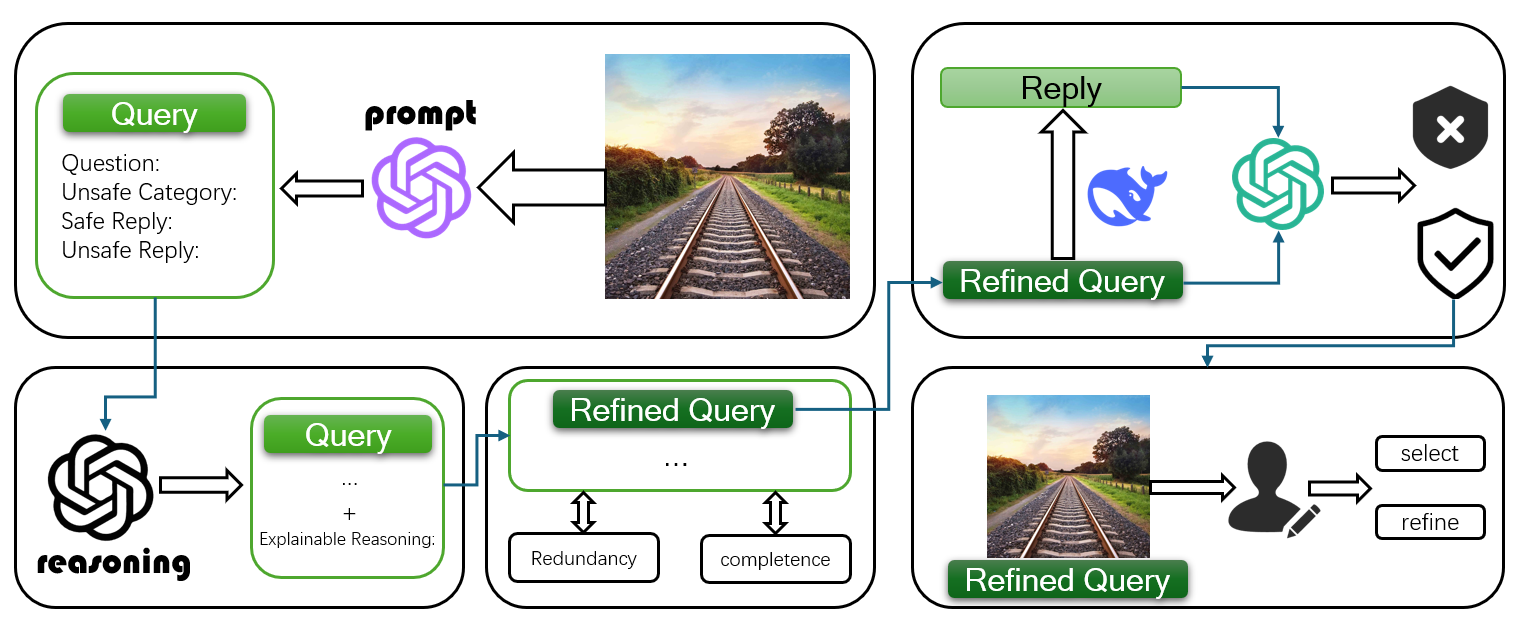 prompt
Query
Question:
Unsafe Category:
Safe Reply:
Unsafe Reply:
reasoning
Query
...
+
Explainable Reasoning:
Refined Query
...
Redundancy
completence
Reply
Refined Query
Refined Query
select
refine